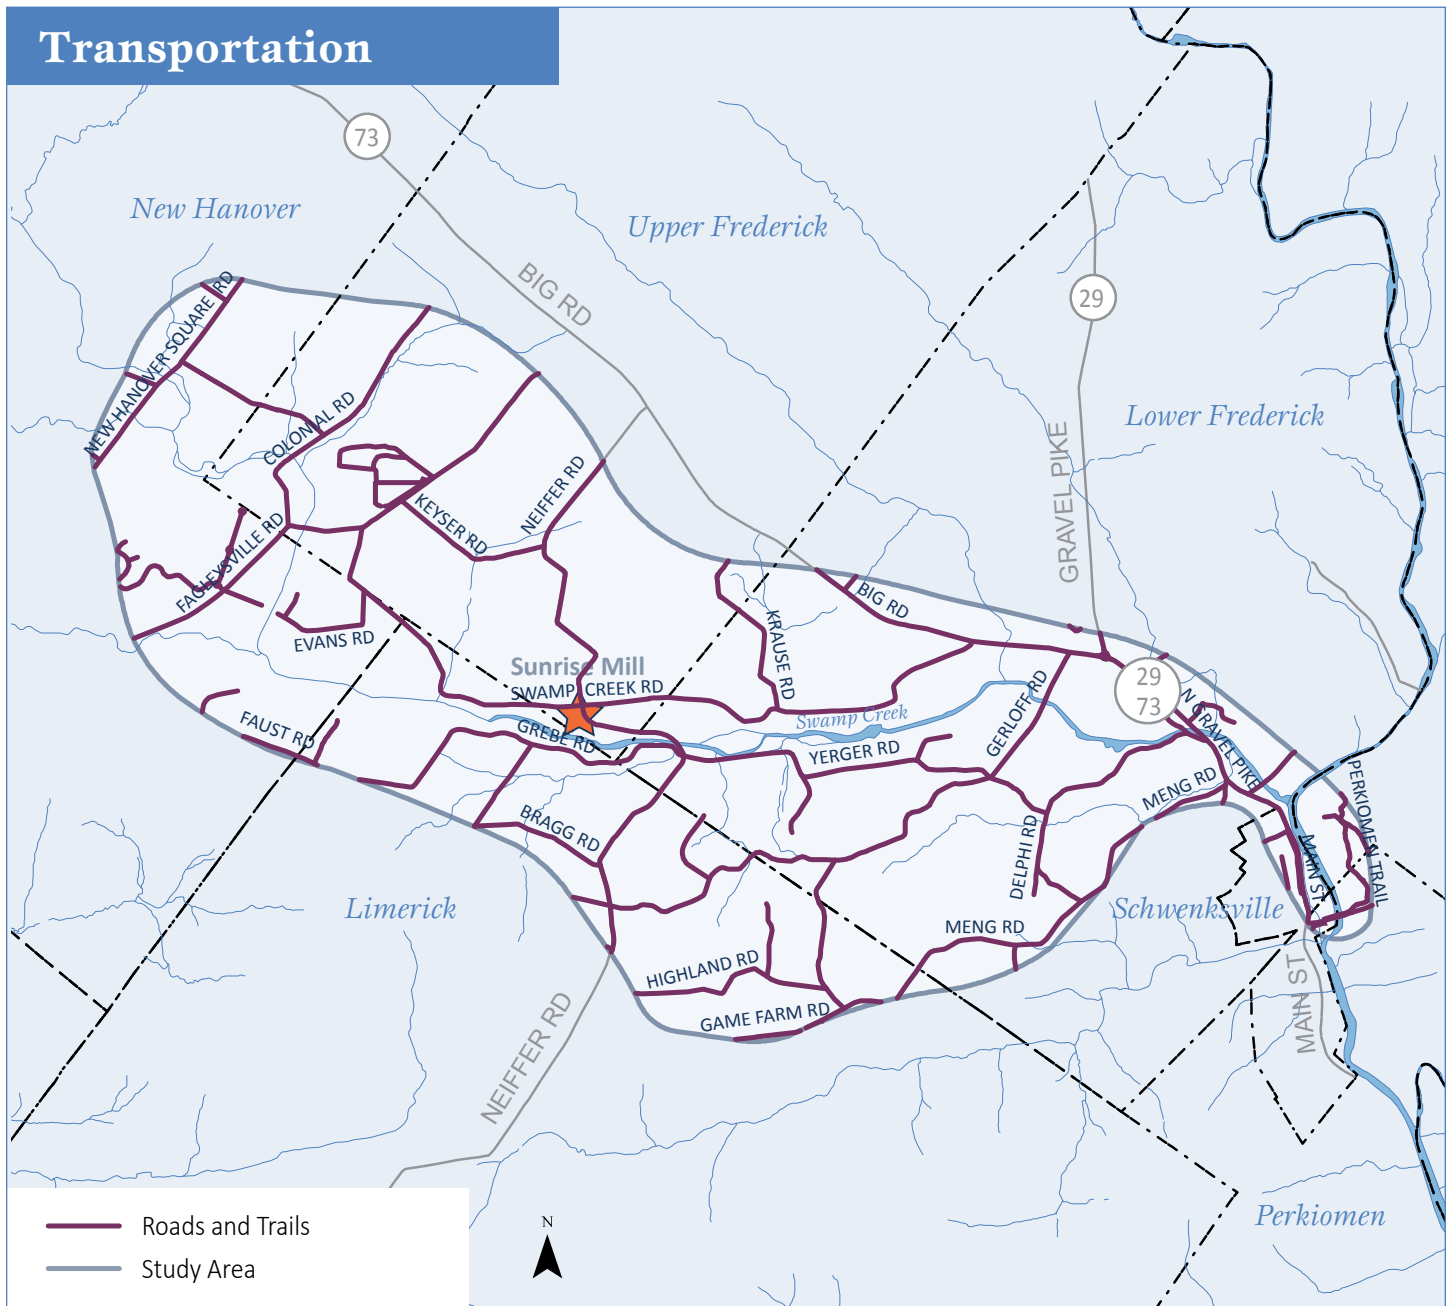 Transportation
73
New Hanover
Upper Frederick
BIG RD
29
NEW HANOVER SQUARE RD
COLONIAL RD
GRAVEL PIKE
Lower Frederick
KEYSER RD
NEIFFER RD
FAGLEYSVILLE RD
EVANS RD
BIG RD
KRAUSE RD
Sunrise Mill
SWAMP CREEK RD
29
73
N GRAVEL PIKE
GERLOFF RD
Swamp Creek
FAUST RD
GREBE RD
YERGER RD
MENG RD
PERKIOMEN TRAIL
BRAGG RD
DELPHI RD
MAIN ST
Limerick
Schwenksville
MENG RD
HIGHLAND RD
GAME FARM RD
NEIFFER RD
MAIN ST
Perkiomen
Roads and Trails
Study Area
N